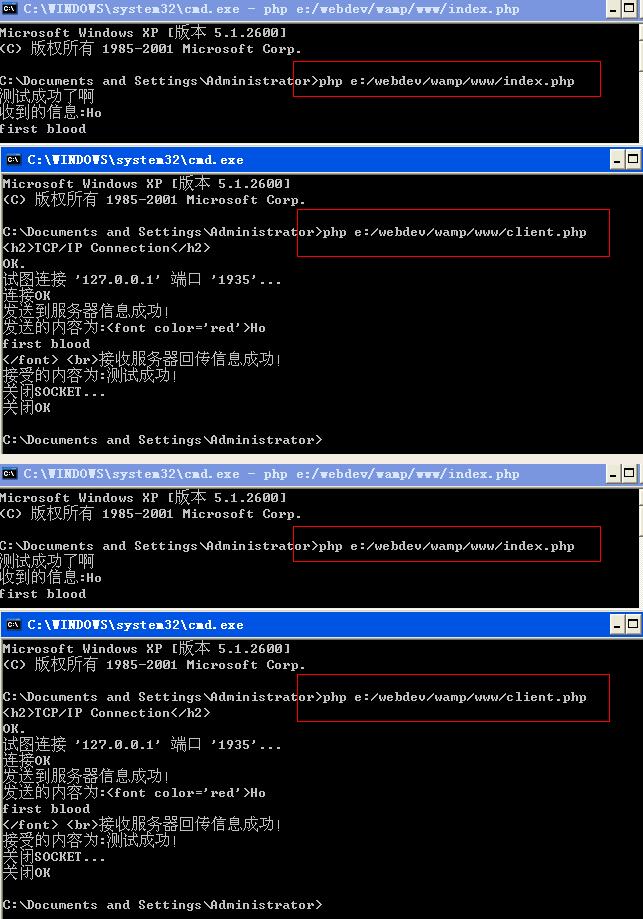 C:\WINDOWS\system32\cmd.exe - php e:/webdev/wamp/www/index.php
Microsoft Windows XP [版本 5.1.2600]
(C) 版权所有 1985-2001 Microsoft Corp.
C:\Documents and Settings\Administrator>php e:/webdev/wamp/www/index.php
测试成功了啊
收到的信息:Ho
first blood
C:\WINDOWS\system32\cmd.exe
Microsoft Windows XP [版本 5.1.2600]
(C) 版权所有 1985-2001 Microsoft Corp.
C:\Documents and Settings\Administrator>php e:/webdev/wamp/www/client.php
<h2>TCP/IP Connection</h2>
OK.
试图连接 '127.0.0.1' 端口 '1935'...
连接OK
发送到服务器信息成功!
发送的内容为:<font color='red'>Ho
first blood
</font> <br>接收服务器回传信息成功!
接受的内容为:测试成功!
关闭SOCKET...
关闭OK
C:\Documents and Settings\Administrator>
C:\WINDOWS\system32\cmd.exe - php e:/webdev/wamp/www/index.php
Microsoft Windows XP [版本 5.1.2600]
(C) 版权所有 1985-2001 Microsoft Corp.
C:\Documents and Settings\Administrator>php e:/webdev/wamp/www/index.php
测试成功了啊
收到的信息:Ho
first blood
C:\WINDOWS\system32\cmd.exe
Microsoft Windows XP [版本 5.1.2600]
(C) 版权所有 1985-2001 Microsoft Corp.
C:\Documents and Settings\Administrator>php e:/webdev/wamp/www/client.php
<h2>TCP/IP Connection</h2>
OK.
试图连接 '127.0.0.1' 端口 '1935'...
连接OK
发送到服务器信息成功!
发送的内容为:<font color='red'>Ho
first blood
</font> <br>接收服务器回传信息成功!
接受的内容为:测试成功!
关闭SOCKET...
关闭OK
C:\Documents and Settings\Administrator>